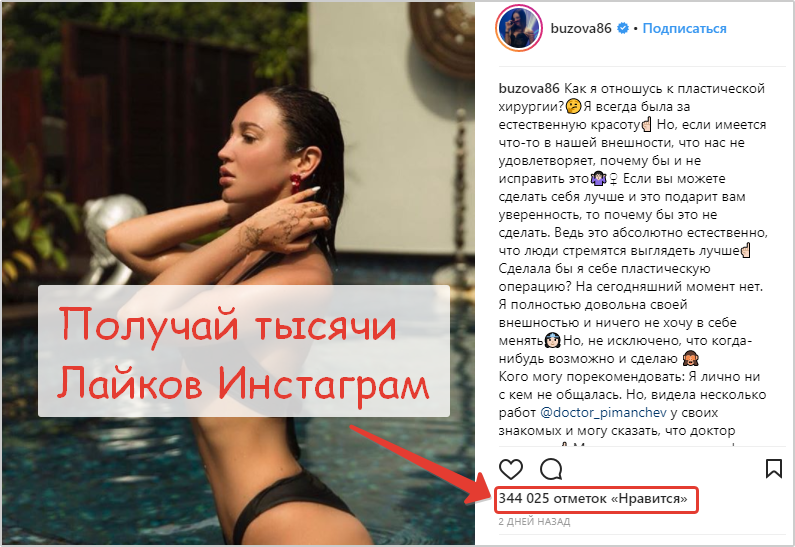 buzova86 • Подписаться
buzova86 Как я отношусь к пластической
хирургии?🤔Я всегда была за
естественную красоту☝🏻 Но, если имеется
что-то в нашей внешности, что нас не
удовлетворяет, почему бы и не
исправить это🤷🏻♀ Если вы можете
сделать себя лучше и это подарит вам
уверенность, то почему бы это не
сделать. Ведь это абсолютно естественно,
что люди стремятся выглядеть лучше☝🏻
Сделала бы я себе пластическую
операцию? На сегодняшний момент нет.
Я полностью довольна своей
внешностью и ничего не хочу в себе
менять👸🏻Но, не исключено, что когда-
нибудь возможно и сделаю 🙈
Кого могу порекомендовать: Я лично ни
с кем не общалась. Но, видела несколько
работ @doctor_pimanchev у своих
знакомых и могу сказать, что доктор
Получай тысячи
Лайков Инстаграм
344 025 отметок «Нравится»
2 ДНЕЙ НАЗАД